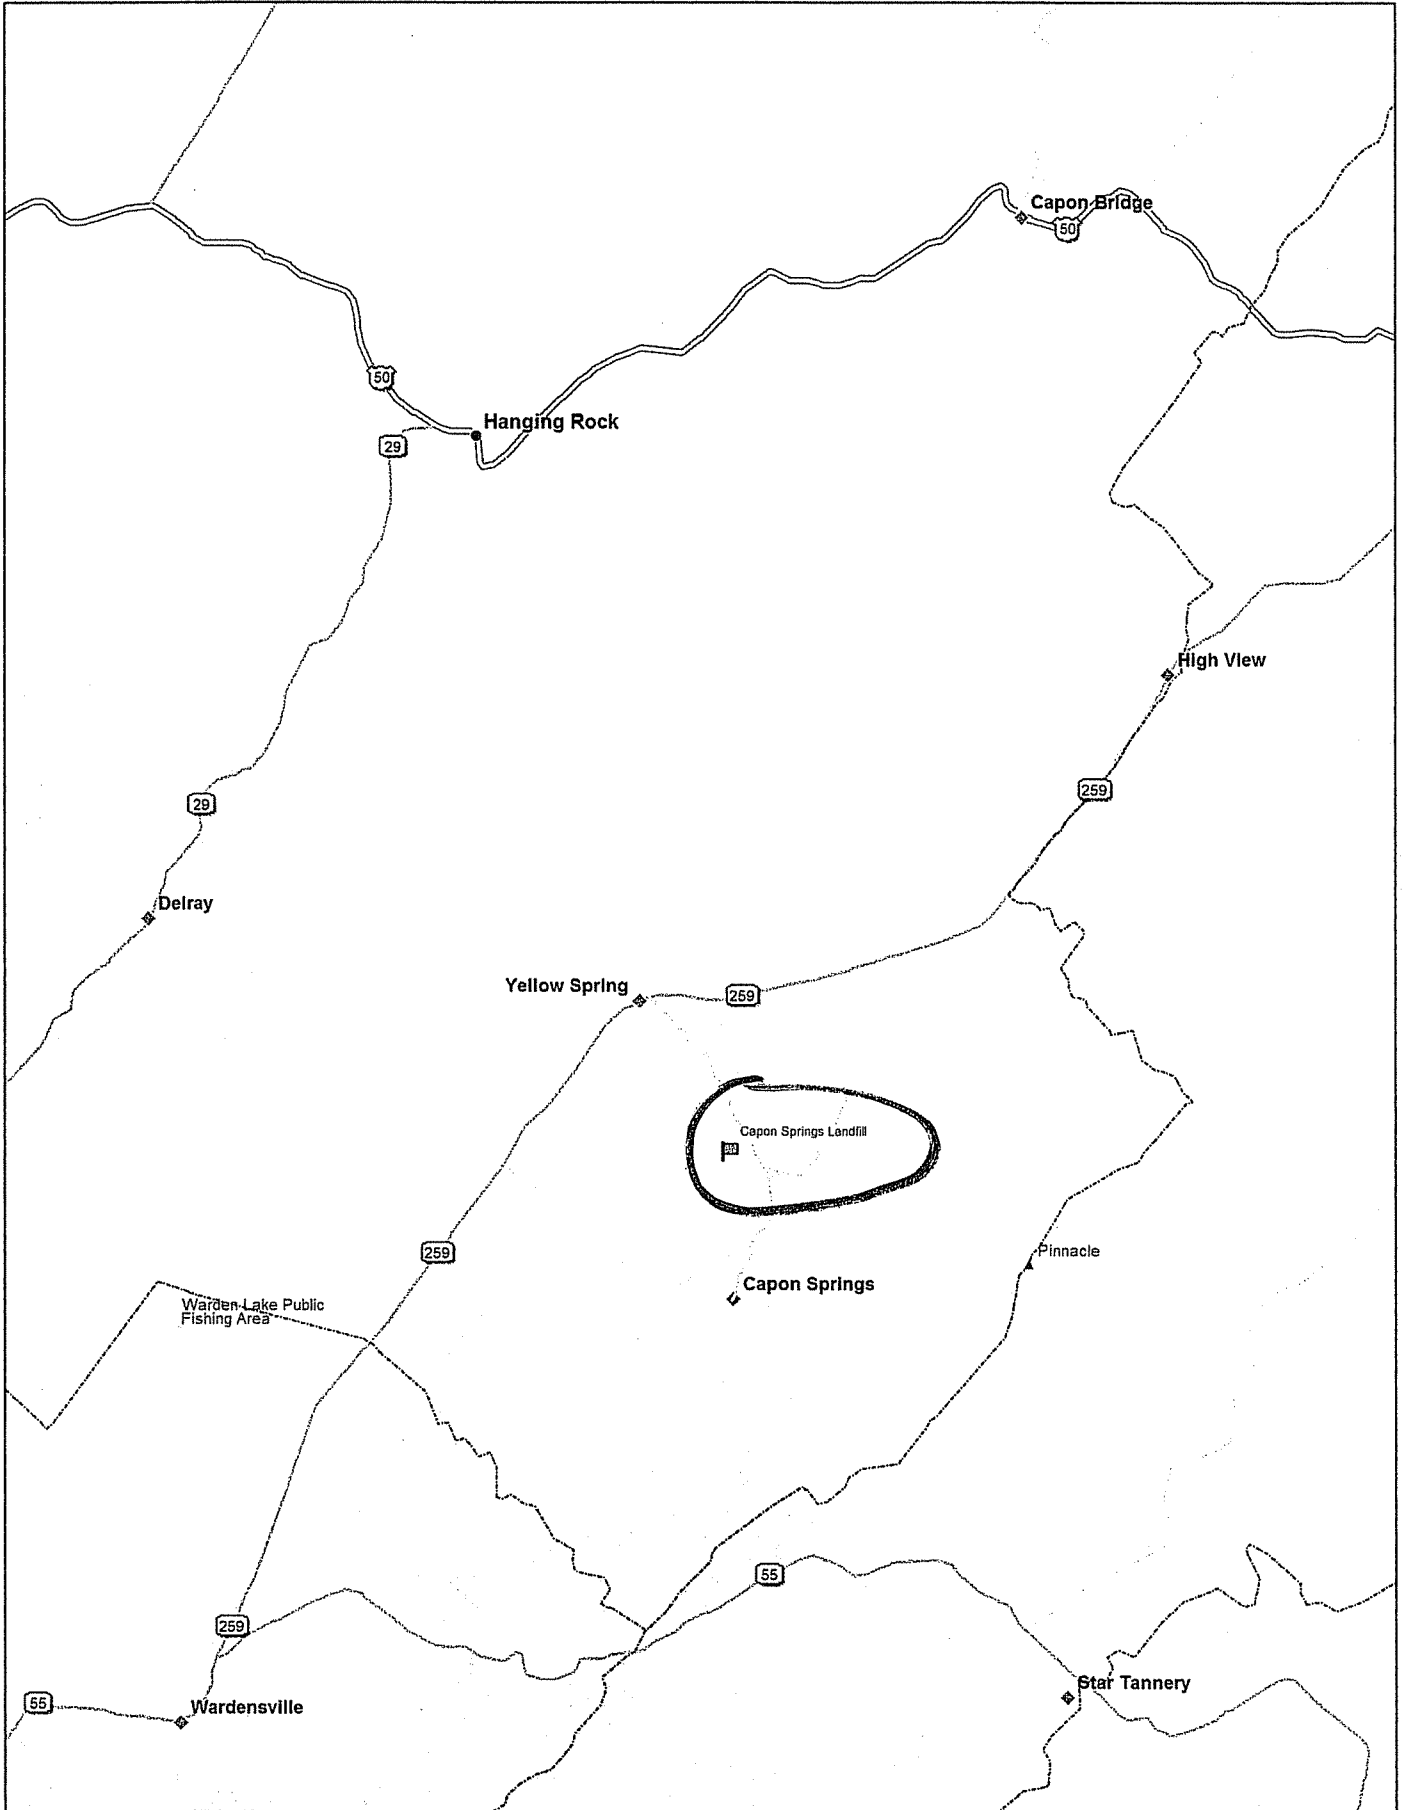 Capon Bridge
50
50
Hanging Rock
29
High View
259
29
Delray
Yellow Spring
259
Capon Springs Landfill
259
Pinnacle
Capon Springs
Warden Lake Public
Fishing Area
55
259
Star Tannery
55
Wardensville